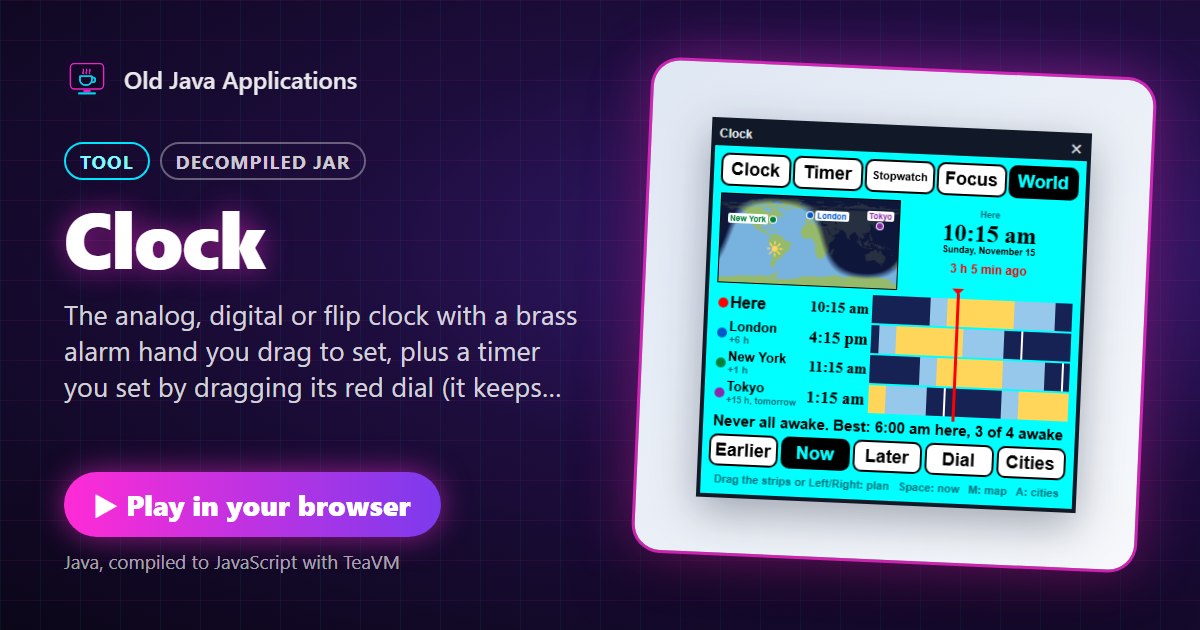 Old Java Applications
TOOL
DECOMPILED JAR
Clock
The analog, digital or flip clock with a brass
alarm hand you drag to set, plus a timer
you set by dragging its red dial (it keeps...
▶ Play in your browser
Java, compiled to JavaScript with TeaVM
Clock
×
Clock
Timer
Stopwatch
Focus
World
New York
London
Tokyo
Here
10:15 am
Sunday, November 15
3 h 5 min ago
Here
10:15 am
London
+6 h
4:15 pm
New York
+1 h
11:15 am
Tokyo
+15 h, tomorrow
1:15 am
Never all awake. Best: 6:00 am here, 3 of 4 awake
Earlier
Now
Later
Dial
Cities
Drag the strips or Left/Right: plan Space: now M: map A: cities